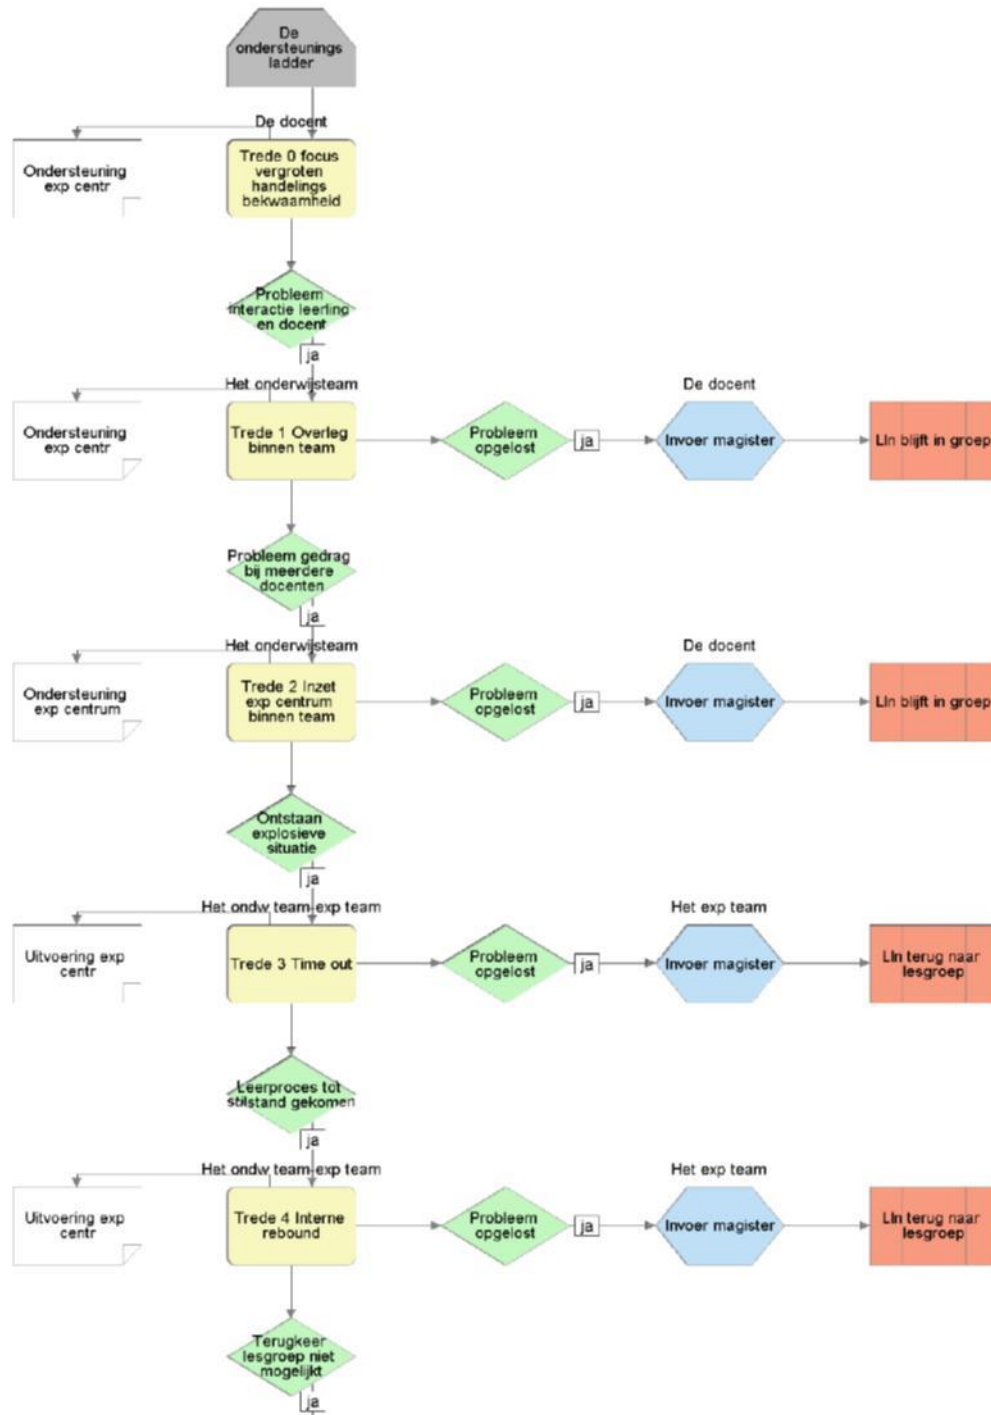 De
ondersteunings
ladder
De docent
Ondersteuning
exp centr
Trede 0 focus
vergroten
handelings
bekwaamheid
Probleem
interactie leerling
en docent
ja
Het onderwijsteam
De docent
Ondersteuning
exp centr
Trede 1 Overleg
binnen team
Probleem
opgelost
ja
Invoer magister
Lln blijft in groep
Probleem gedrag
bij meerdere
docenten
ja
Het onderwijsteam
De docent
Ondersteuning
exp centrum
Trede 2 Inzet
exp centrum
binnen team
Probleem
opgelost
ja
Invoer magister
Lln blijft in groep
Ontstaan
explosieve
situatie
ja
Het ondw team-exp team
Het exp team
Uitvoering exp
centr
Trede 3 Time out
Probleem
opgelost
ja
Invoer magister
Lln terug naar
lesgroep
Leerproces tot
stilstand gekomen
ja
Het ondw team-exp team
Het exp team
Uitvoering exp
centr
Trede 4 Interne
rebound
Probleem
opgelost
ja
Invoer magister
Lln terug naar
lesgroep
Terugkeer
lesgroep niet
mogelijkt
ja